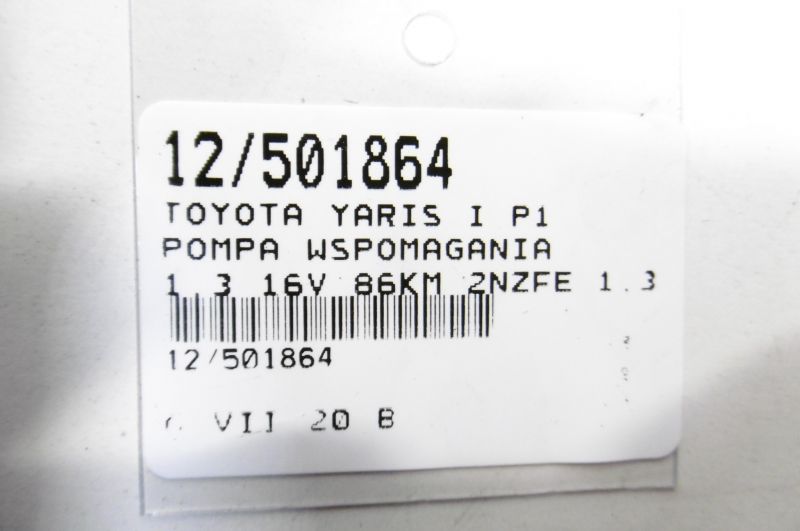 12/501864
TOYOTA YARIS I P1
POMPA WSPOMAGANIA
1.3 16V 86KM 2NZFE 1.3
12/501864
VII 20 B